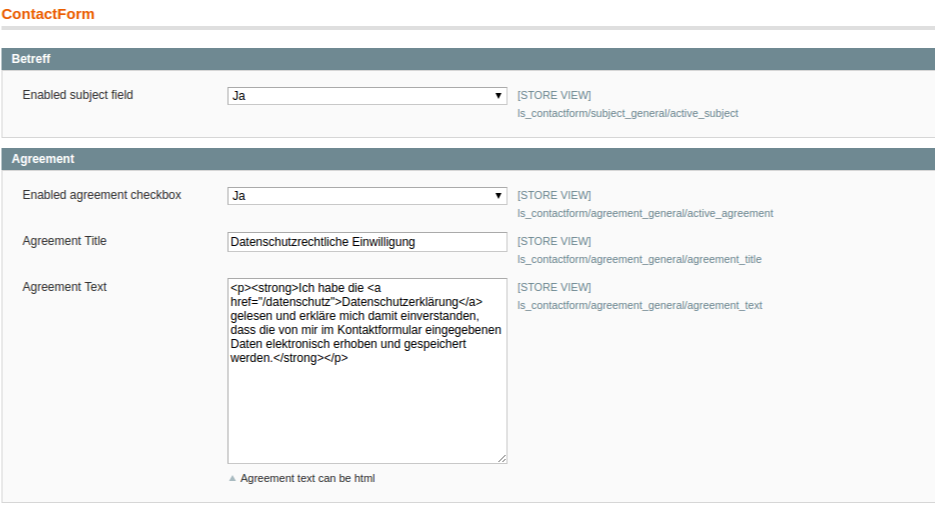 ContactForm
Betreff
Enabled subject field
Ja
[STORE VIEW]
ls_contactform/subject_general/active_subject
Agreement
Enabled agreement checkbox
Ja
[STORE VIEW]
ls_contactform/agreement_general/active_agreement
Agreement Title
Datenschutzrechtliche Einwilligung
[STORE VIEW]
ls_contactform/agreement_general/agreement_title
Agreement Text
<p><strong>Ich habe die <a
href="/datenschutz">Datenschutzerklärung</a>
gelesen und erkläre mich damit einverstanden,
dass die von mir im Kontaktformular eingegebenen
Daten elektronisch erhoben und gespeichert
werden.</strong></p>
[STORE VIEW]
ls_contactform/agreement_general/agreement_text
Agreement text can be html